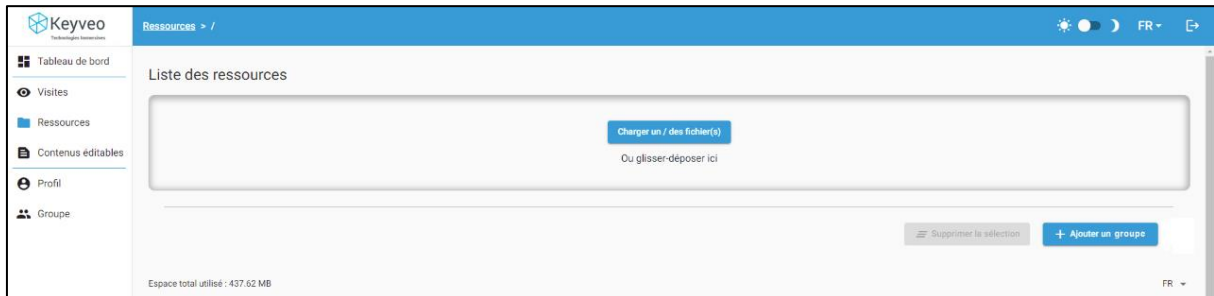 Keyveo
Technologies Immersives
Ressources > /
FR
Tableau de bord
Visites
Ressources
Contenus éditables
Profil
Groupe
Liste des ressources
Charger un / des fichier(s)
Ou glisser-déposer ici
Supprimer la sélection
+ Ajouter un groupe
Espace total utilisé : 437.62 MB
FR